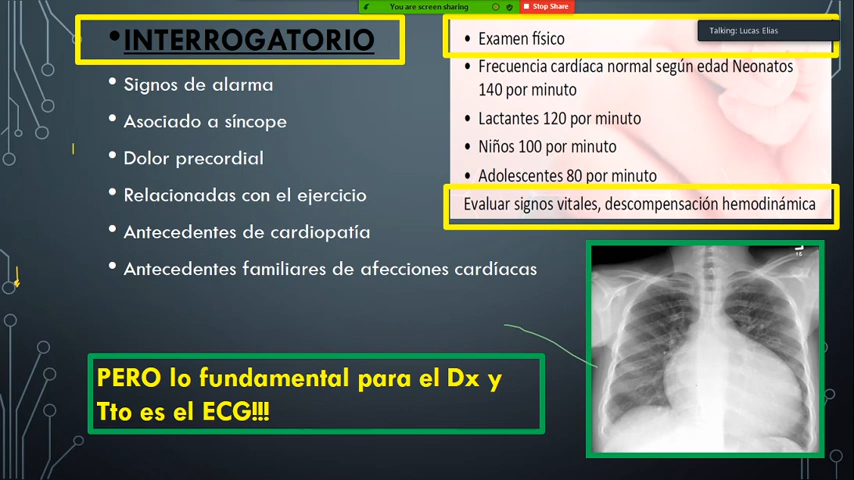 You are screen sharing
Stop Share
Talking: Lucas Elias
•INTERROGATORIO
• Signos de alarma
• Asociado a síncope
• Dolor precordial
• Relacionadas con el ejercicio
• Antecedentes de cardiopatía
• Antecedentes familiares de afecciones cardíacas
• Examen físico
• Frecuencia cardíaca normal según edad Neonatos
140 por minuto
• Lactantes 120 por minuto
• Niños 100 por minuto
• Adolescentes 80 por minuto
Evaluar signos vitales, descompensación hemodinámica
PERO lo fundamental para el Dx y
Tto es el ECG!!!